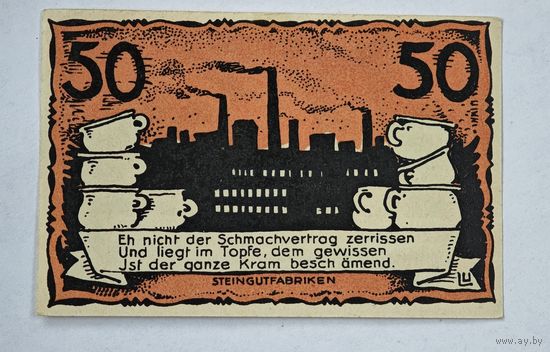 50 50
Eh nicht der Schmachvertrag zerrissen
Und liegt im Topfe, dem gewissen
Jst der ganze Kram besch ämend.
STEINGUTFABRIKEN
www.ay.by